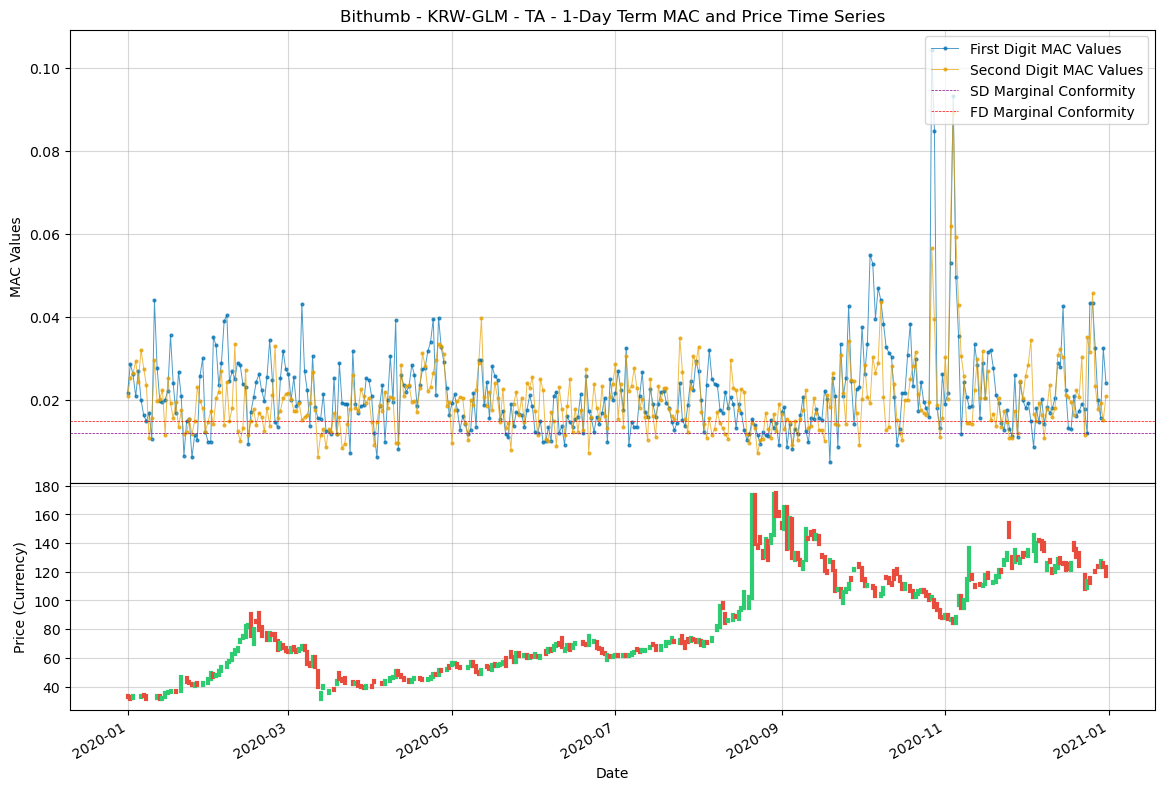 Bithumb - KRW-GLM - TA - 1-Day Term MAC and Price Time Series
First Digit MAC Values
Second Digit MAC Values
SD Marginal Conformity
FD Marginal Conformity
MAC Values
0.10
0.08
0.06
0.04
0.02
Price (Currency)
180
160
140
120
100
80
60
40
2020-01
2020-03
2020-05
2020-07
2020-09
2020-11
2021-01
Date